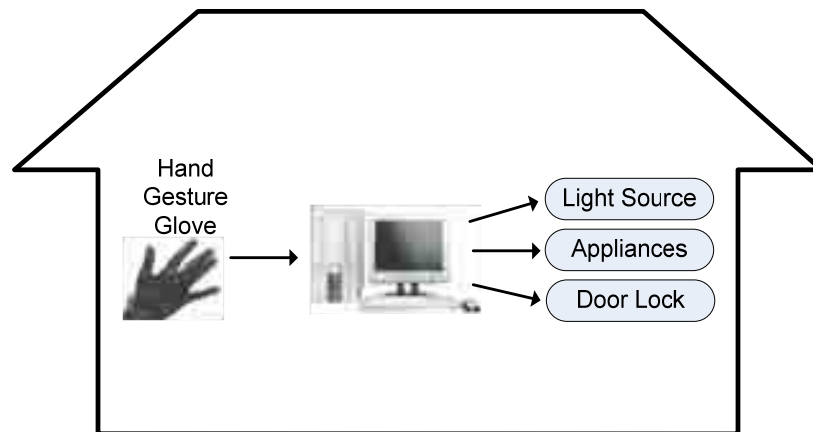 Hand
Gesture
Glove
Light Source
Appliances
Door Lock